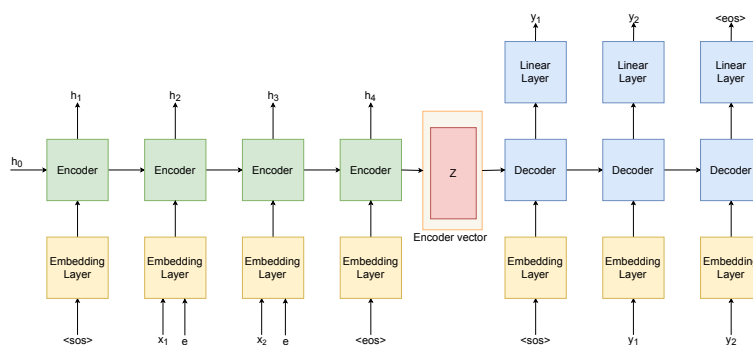 y1
y2
<eos>
Linear
Layer
Linear
Layer
Linear
Layer
h1
h2
h3
h4
h0
Encoder
Encoder
Encoder
Encoder
Z
Decoder
Decoder
Decoder
Encoder vector
Embedding
Layer
Embedding
Layer
Embedding
Layer
Embedding
Layer
Embedding
Layer
Embedding
Layer
Embedding
Layer
<sos>
x1
e
x2
e
<eos>
<sos>
y1
y2